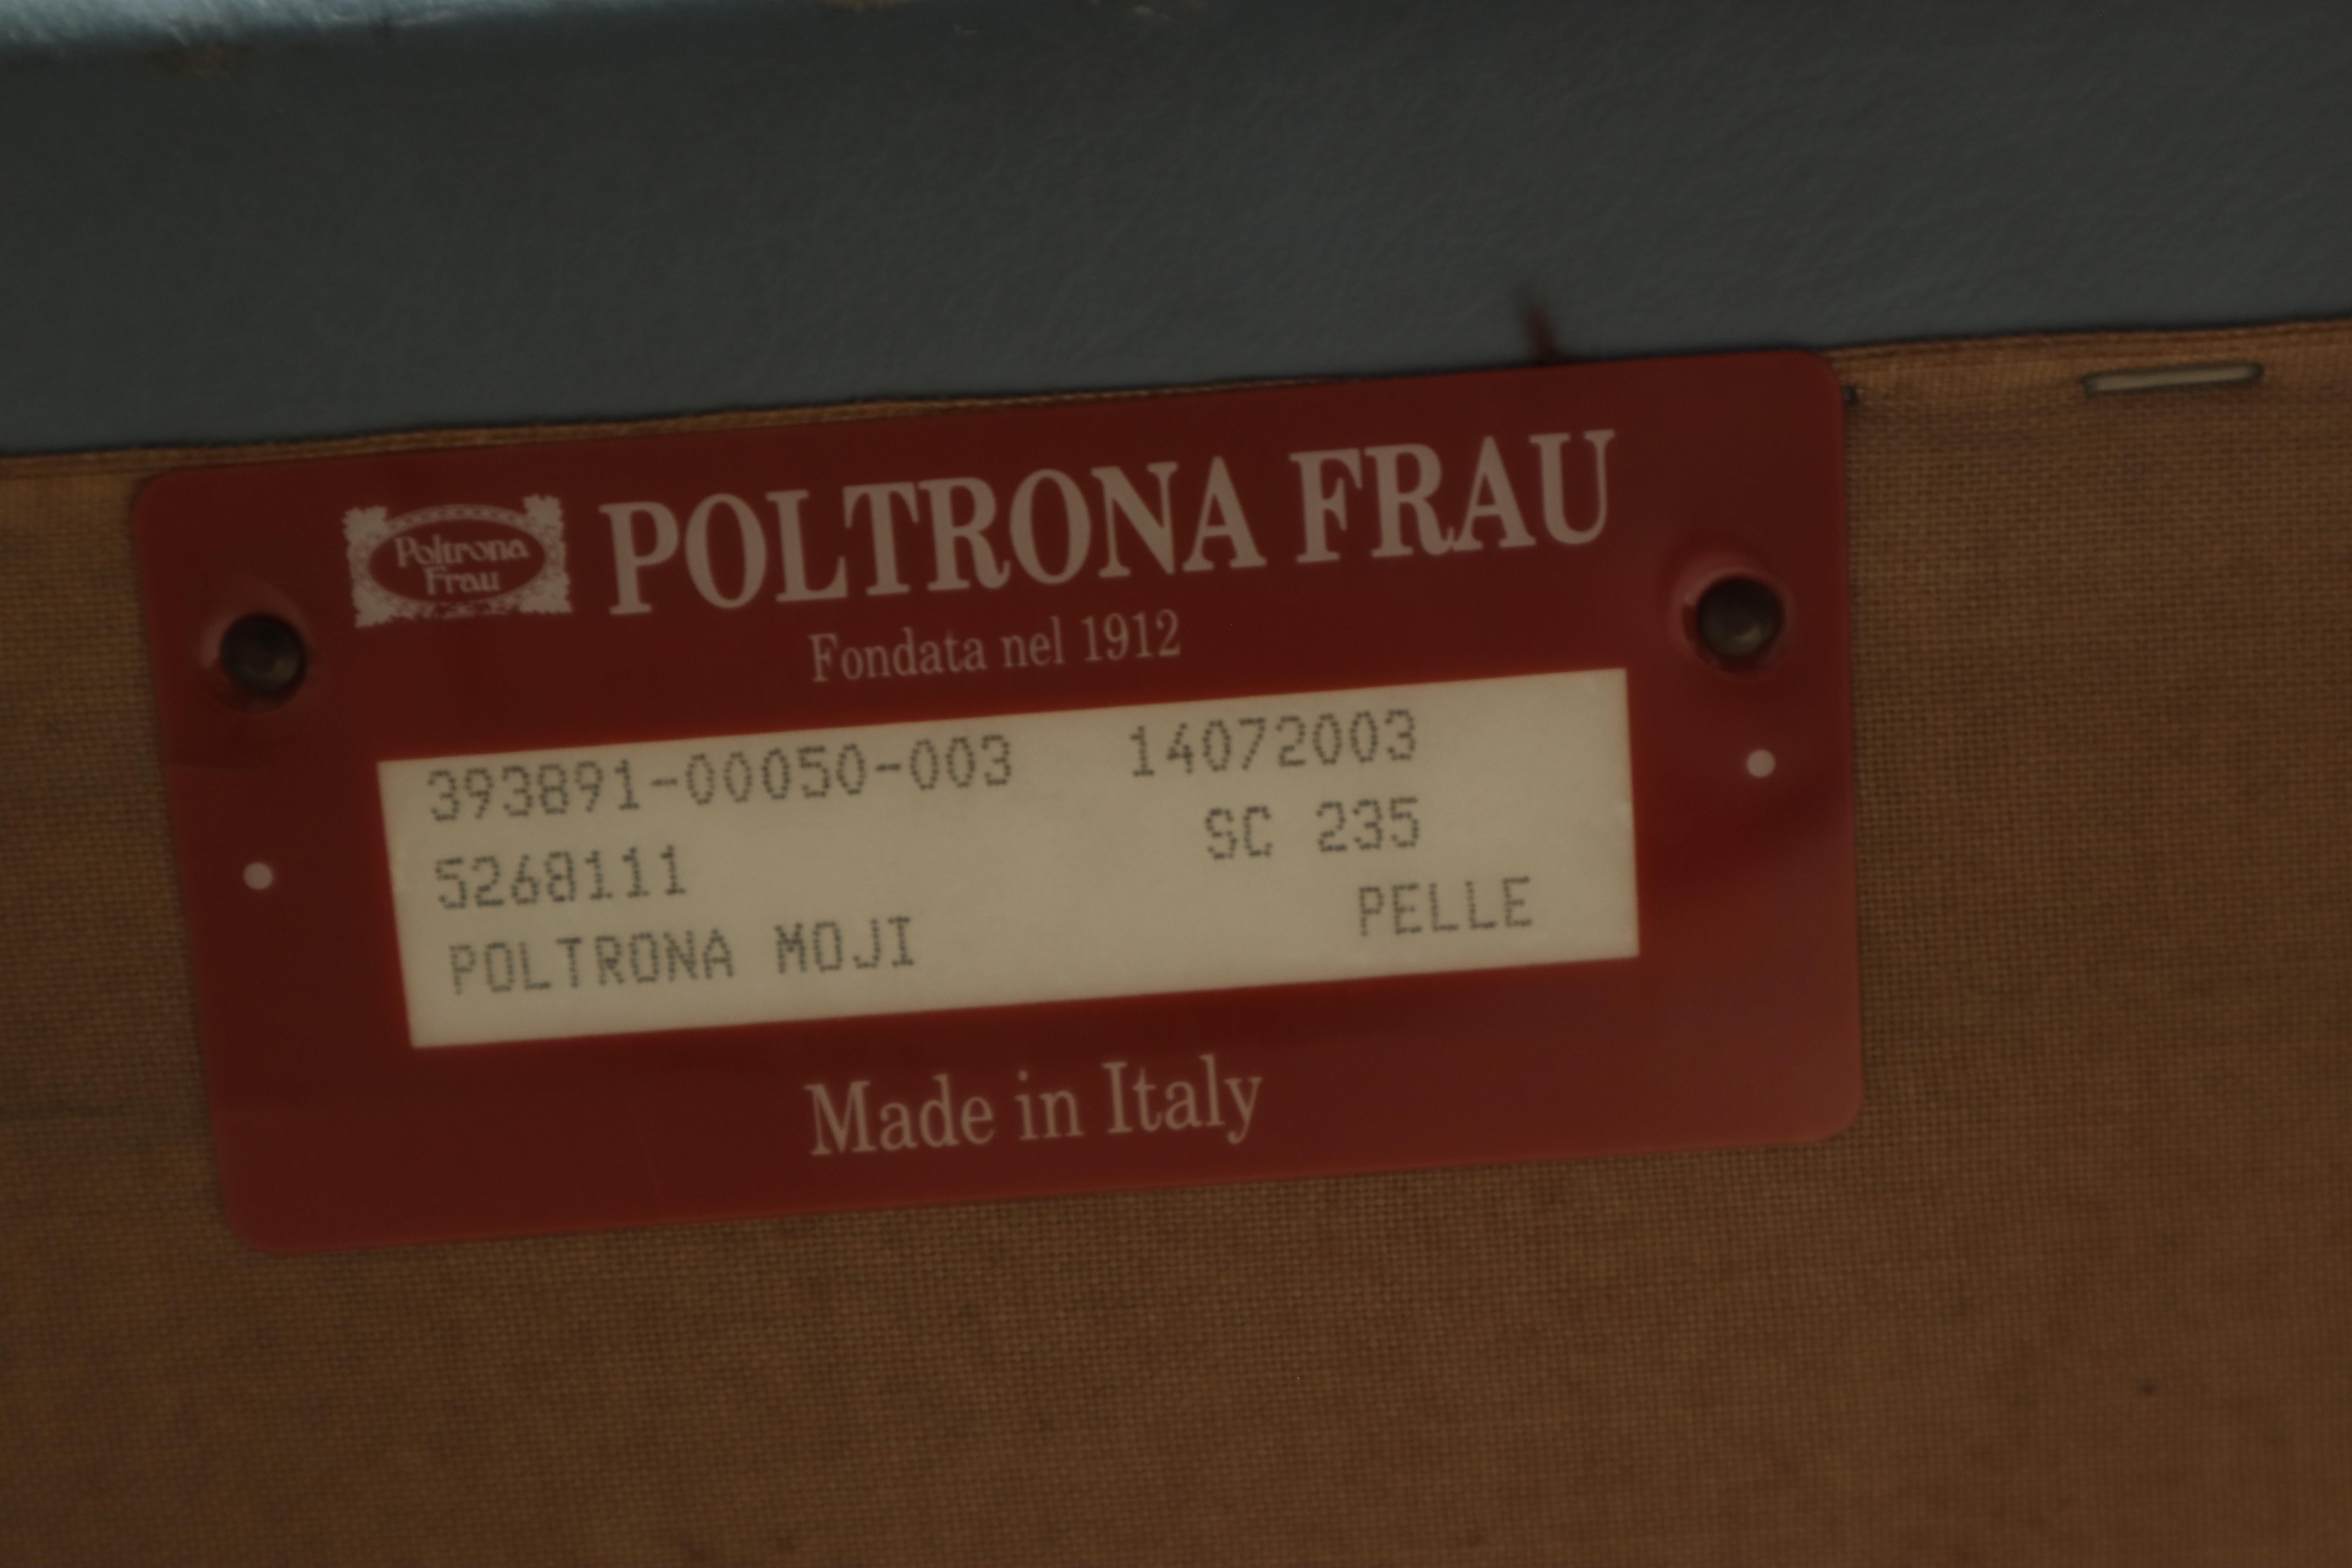 Poltrona
Frau
POLTRONA FRAU
Fondata nel 1912
393891-00050-003 14072003
5268111 SC 235
POLTRONA MOJI PELLE
Made in Italy